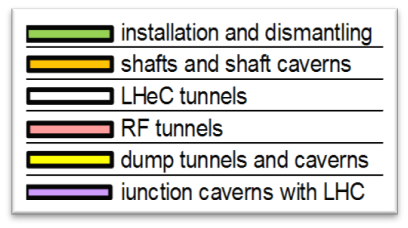 installation and dismantling
shafts and shaft caverns
LHeC tunnels
RF tunnels
dump tunnels and caverns
iunction caverns with LHC